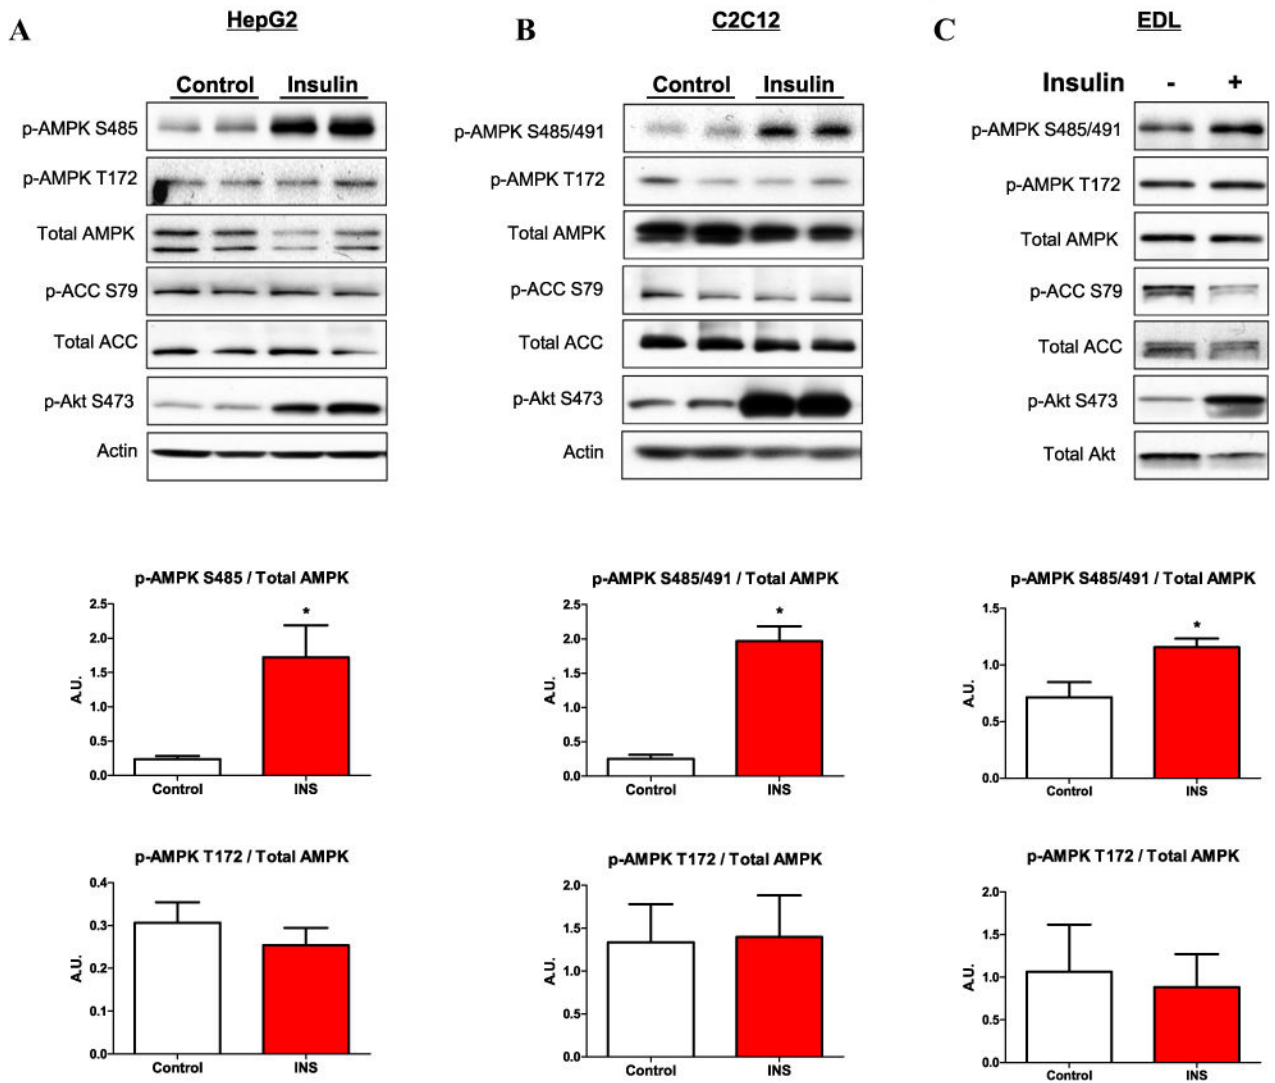 A
HepG2
Control Insulin
p-AMPK S485
p-AMPK T172
Total AMPK
p-ACC S79
Total ACC
p-Akt S473
Actin
p-AMPK S485 / Total AMPK
2.5
2.0
1.5
1.0
0.5
0.0
A.U.
*
Control INS
p-AMPK T172 / Total AMPK
0.4
0.3
0.2
0.1
0.0
A.U.
Control INS
B
C2C12
Control Insulin
p-AMPK S485/491
p-AMPK T172
Total AMPK
p-ACC S79
Total ACC
p-Akt S473
Actin
p-AMPK S485/491 / Total AMPK
2.5
2.0
1.5
1.0
0.5
0.0
A.U.
*
Control INS
p-AMPK T172 / Total AMPK
2.0
1.5
1.0
0.5
0.0
A.U.
Control INS
C
EDL
Insulin - +
p-AMPK S485/491
p-AMPK T172
Total AMPK
p-ACC S79
Total ACC
p-Akt S473
Total Akt
p-AMPK S485/491 / Total AMPK
1.5
1.0
0.5
0.0
A.U.
*
Control INS
p-AMPK T172 / Total AMPK
2.0
1.5
1.0
0.5
0.0
A.U.
Control INS